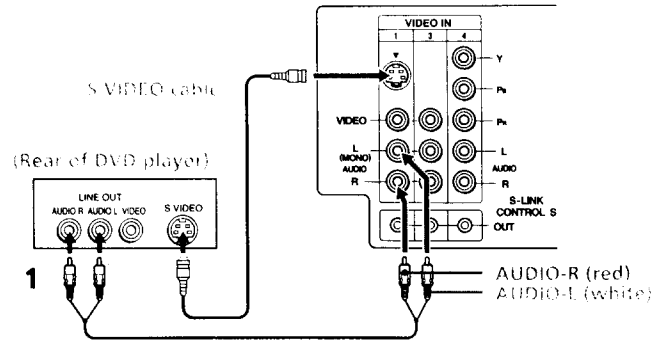 VIDEO IN
1 3 4
Y
S VIDEO cable
PB
VIDEO
PR
L
(MONO)
AUDIO
R
L
AUDIO
R
(Rear of DVD player)
LINE OUT
AUDIO R AUDIO L VIDEO
S VIDEO
S-LINK
CONTROL S
OUT
1
AUDIO-R (red)
AUDIO-L (white)